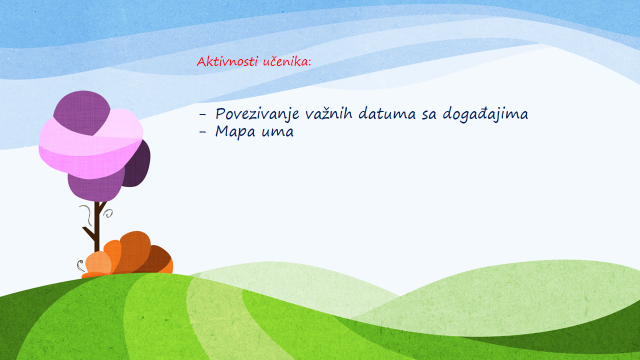 Aktivnosti učenika:
- Povezivanje važnih datuma sa događajima
- Mapa uma